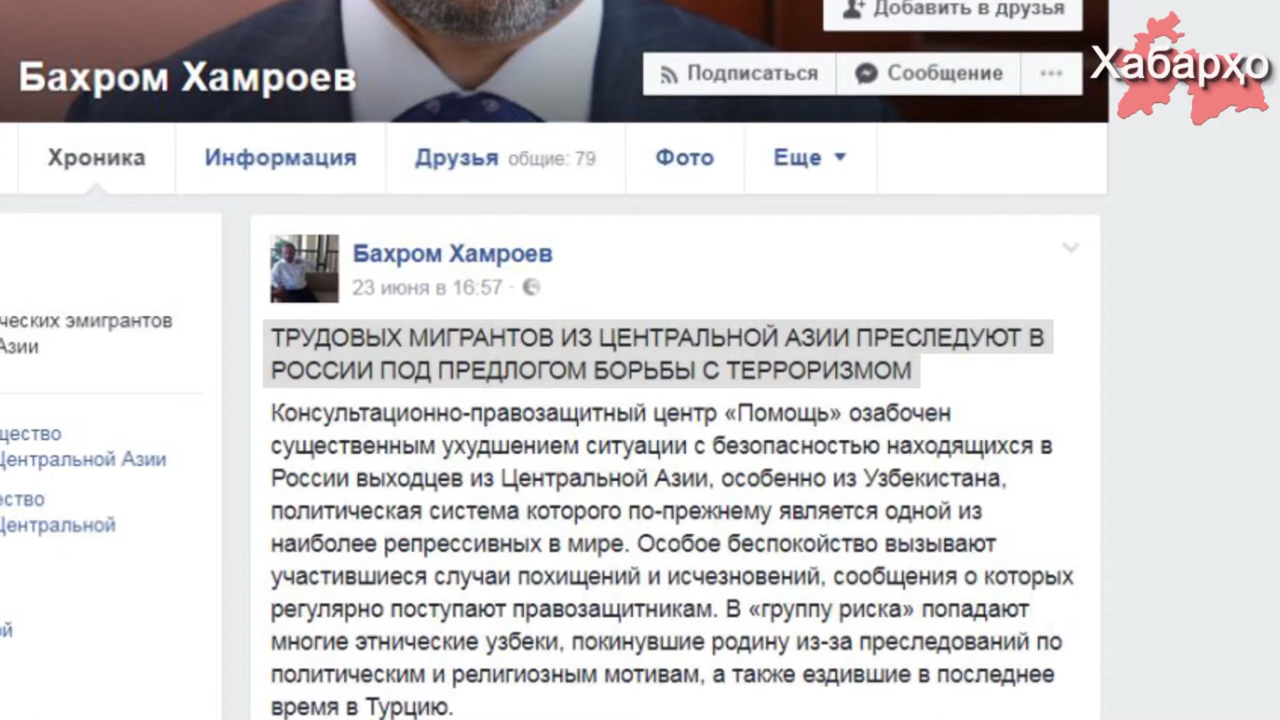 Добавить в друзья
Хабарҳо
Бахром Хамроев
Подписаться
Сообщение
Хроника
Информация
Друзья общие: 79
Фото
Еще
Бахром Хамроев
23 июня в 16:57
ческих эмигрантов
Азии
щество
Центральной Азии
ество
Центральной
ой
ТРУДОВЫХ МИГРАНТОВ ИЗ ЦЕНТРАЛЬНОЙ АЗИИ ПРЕСЛЕДУЮТ В
РОССИИ ПОД ПРЕДЛОГОМ БОРЬБЫ С ТЕРРОРИЗМОМ
Консультационно-правозащитный центр «Помощь» озабочен
существенным ухудшением ситуации с безопасностью находящихся в
России выходцев из Центральной Азии, особенно из Узбекистана,
политическая система которого по-прежнему является одной из
наиболее репрессивных в мире. Особое беспокойство вызывают
участившиеся случаи похищений и исчезновений, сообщения о которых
регулярно поступают правозащитникам. В «группу риска» попадают
многие этнические узбеки, покинувшие родину из-за преследований по
политическим и религиозным мотивам, а также ездившие в последнее
время в Турцию.